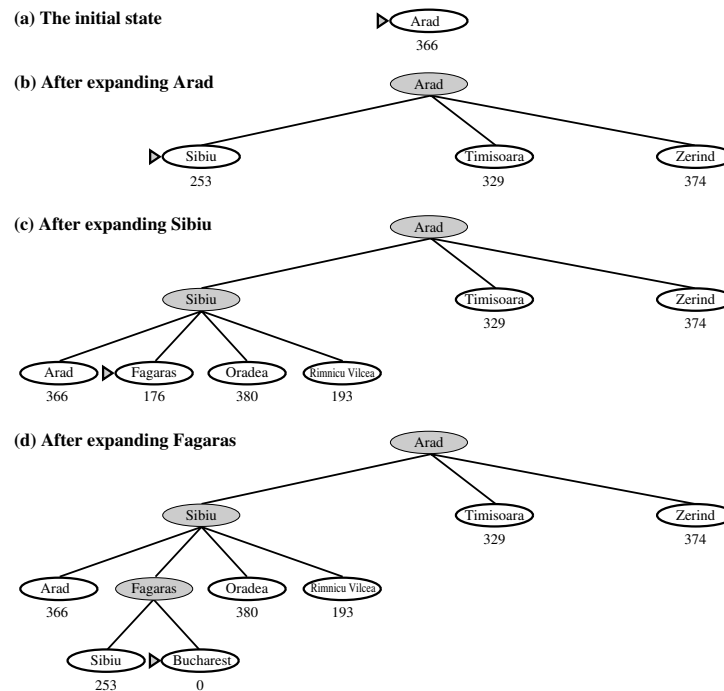 (a) The initial state
Arad
366
(b) After expanding Arad
Arad
Sibiu Timisoara Zerind
253 329 374
(c) After expanding Sibiu
Arad
Sibiu Timisoara Zerind
329 374
Arad Fagaras Oradea Rimnicu Vilcea
366 176 380 193
(d) After expanding Fagaras
Arad
Sibiu Timisoara Zerind
329 374
Arad Fagaras Oradea Rimnicu Vilcea
366 380 193
Sibiu Bucharest
253 0